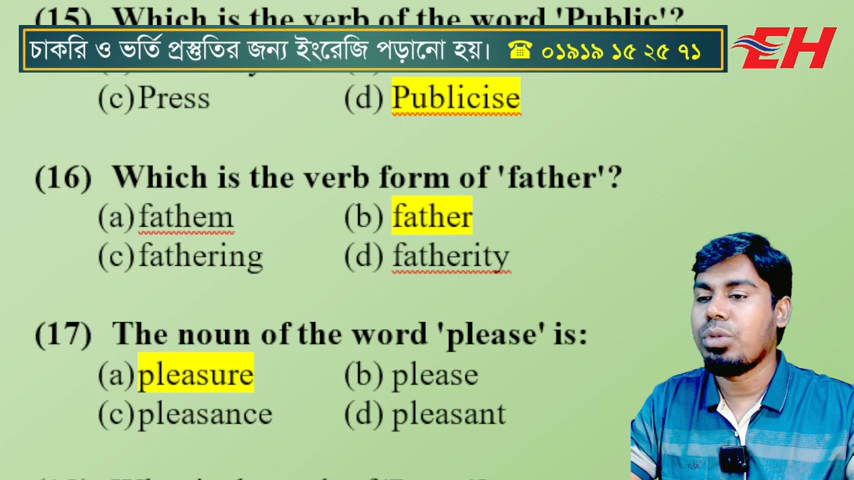 (15) Which is the verb of the word 'Public'?
চাকরি ও ভর্তি প্রস্তুতির জন্য ইংরেজি পড়ানো হয়। ☎ ০১৯১৯ ১৫ ২৫ ৭১
EH
(c) Press (d) Publicise
(16) Which is the verb form of 'father'?
(a) fathem (b) father
(c) fathering (d) fatherity
(17) The noun of the word 'please' is:
(a) pleasure (b) please
(c) pleasance (d) pleasant